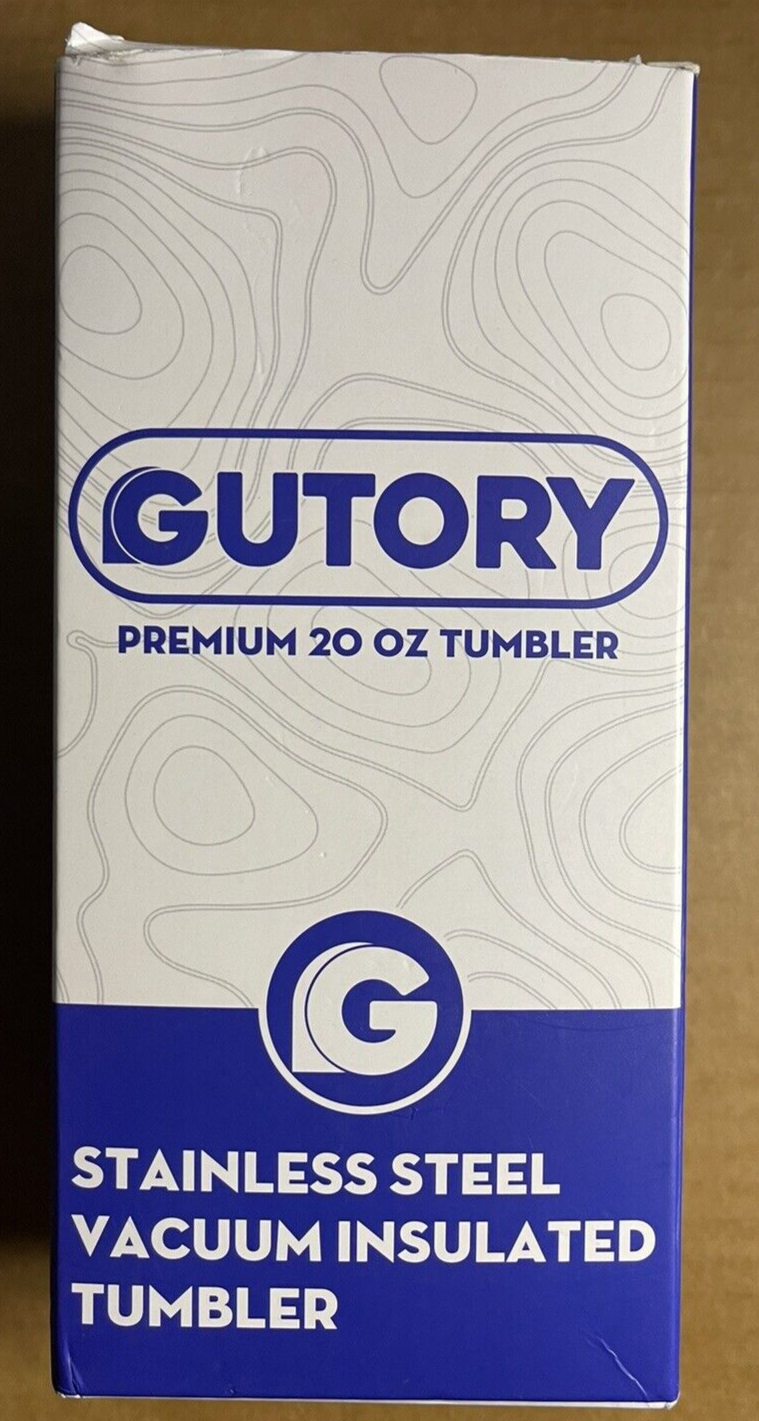 GUTORY
PREMIUM 20 OZ TUMBLER
G
STAINLESS STEEL
VACUUM INSULATED
TUMBLER